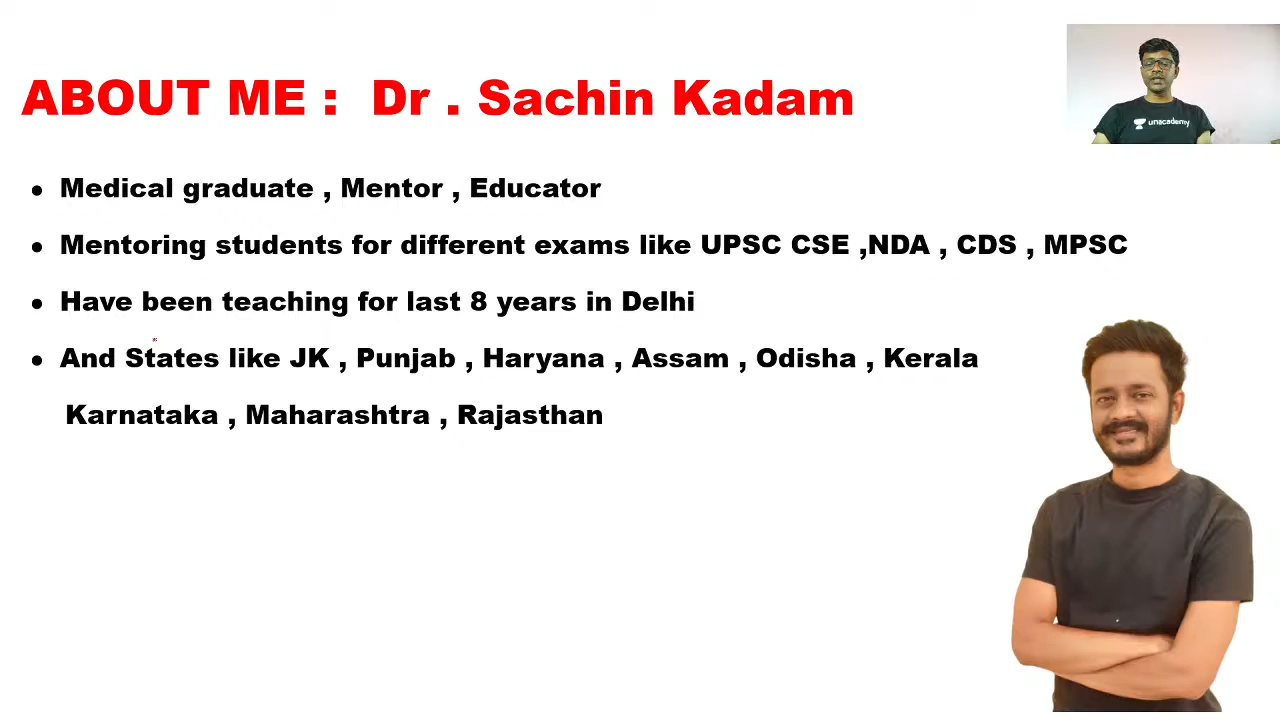 ABOUT ME : Dr . Sachin Kadam
unacademy
• Medical graduate , Mentor , Educator
• Mentoring students for different exams like UPSC CSE ,NDA , CDS , MPSC
• Have been teaching for last 8 years in Delhi
• And States like JK , Punjab , Haryana , Assam , Odisha , Kerala
Karnataka , Maharashtra , Rajasthan